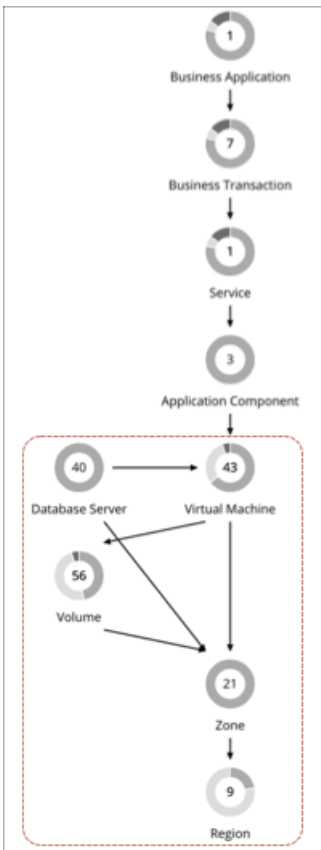 1
Business Application
7
Business Transaction
1
Service
3
Application Component
40
43
Database Server
Virtual Machine
56
Volume
21
Zone
9
Region